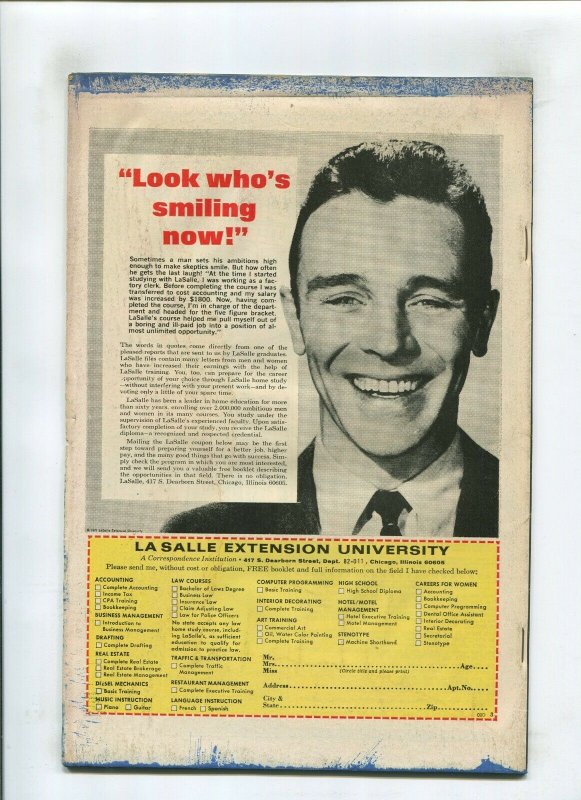 “Look who’s
smiling
now!”
Sometimes a man sets his ambitions high
enough to make skeptics smile. But how often
he gets the last laugh! “At the time I started
studying with LaSalle, I was working as a fac-
tory clerk. Before completing the course I was
transferred to cost accounting and my salary
was increased by $1800. Now, having com-
pleted the course, I’m in charge of the depart-
ment and headed for the five figure bracket.
LaSalle’s course helped me pull myself out of
a boring and ill-paid job into a position of al-
most unlimited opportunity.”
The words in quotes come directly from one of the
pleased reports that are sent to us by LaSalle graduates.
LaSalle files contain many letters from men and women
who have increased their earnings with the help of
LaSalle training. You, too, can prepare for the career
opportunity of your choice through LaSalle home study
—without interfering with your present work—and by de-
voting only a little of your spare time.
LaSalle has been a leader in home education for more
than sixty years, enrolling over 2,000,000 ambitious men
and women in its many courses. You study under the
supervision of LaSalle’s experienced faculty. Upon satis-
factory completion of your study, you receive the LaSalle
diploma—a recognized and respected credential.
Mailing the LaSalle coupon below may be the first
step toward preparing yourself for a better job, higher
pay, and the many good things that go with success. Sim-
ply check the program in which you are most interested,
and we will send you a valuable free booklet describing
the opportunities in that field. There is no obligation.
LaSalle, 417 S. Dearborn Street, Chicago, Illinois 60605.
LA SALLE EXTENSION UNIVERSITY
A Correspondence Institution • 417 S. Dearborn Street, Dept. 82-011, Chicago, Illinois 60605
Please send me, without cost or obligation, FREE booklet and full information on the field I have checked below:
ACCOUNTING
Complete Accounting
Income Tax
CPA Training
Bookkeeping
BUSINESS MANAGEMENT
Introduction to
Business Management
DRAFTING
Complete Drafting
REAL ESTATE
Complete Real Estate
Real Estate Brokerage
Real Estate Management
DIESEL MECHANICS
Basic Training
MUSIC INSTRUCTION
Piano Guitar
LAW COURSES
Bachelor of Laws Degree
Business Law
Insurance Law
Claim Adjusting Law
Law for Police Officers
No state accepts any law
home study course, includ-
ing LaSalle’s, as sufficient
education to qualify for
admission to practice law.
TRAFFIC & TRANSPORTATION
Complete Traffic
Management
RESTAURANT MANAGEMENT
Complete Executive Training
LANGUAGE INSTRUCTION
French Spanish
COMPUTER PROGRAMMING
Basic Training
INTERIOR DECORATING
Complete Training
ART TRAINING
Commercial Art
Oil, Water Color Painting
Complete Training
HIGH SCHOOL
High School Diploma
HOTEL/MOTEL
MANAGEMENT
Hotel Executive Training
Motel Management
STENOTYPE
Machine Shorthand
CAREERS FOR WOMEN
Accounting
Bookkeeping
Computer Programming
Dental Office Assistant
Interior Decorating
Real Estate
Secretarial
Stenotype
Mr.
Mrs.
Miss
(Circle title and please print)
Age
Address
Apt.No.
City &
State
Zip